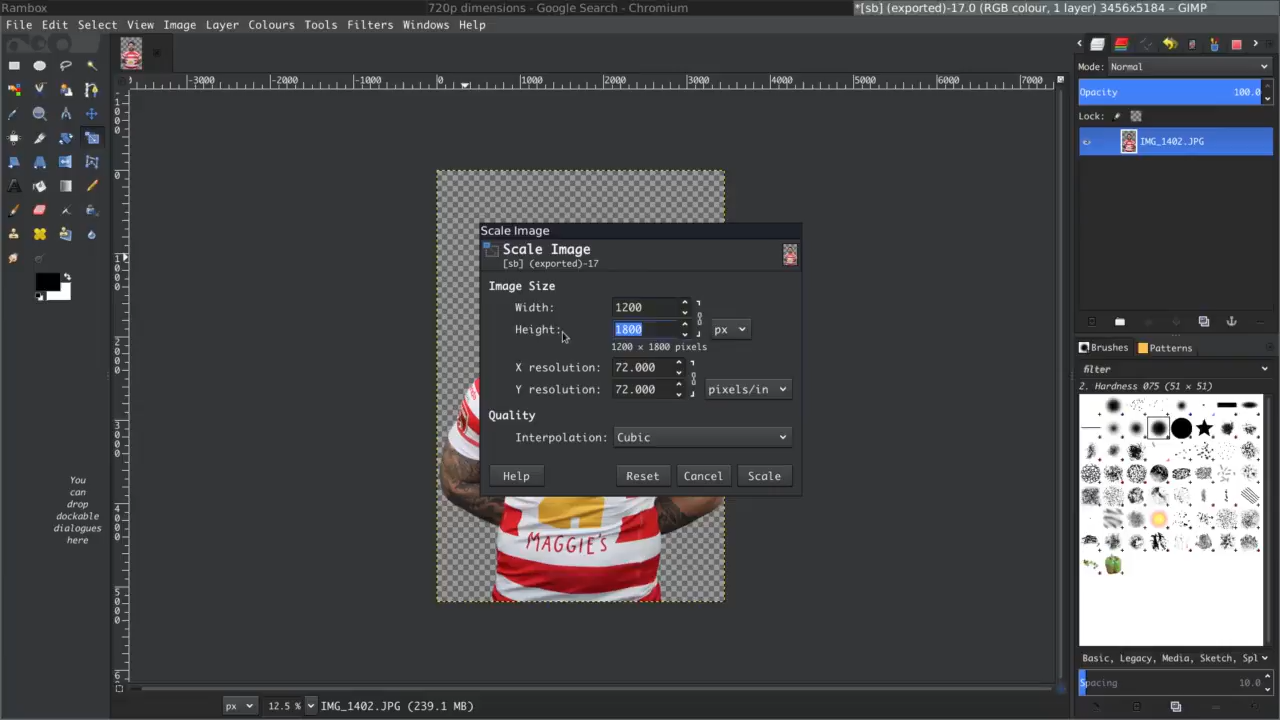 Rambox
720p dimensions - Google Search - Chromium
*[sb] (exported)-17.0 (RGB colour, 1 layer) 3456x5184 – GIMP
File Edit Select View Image Layer Colours Tools Filters Windows Help
-3000 -2000 -1000 0 1000 2000 3000 4000 5000 6000 7000
Mode: Normal
Opacity 100.0
Lock:
IMG_1402.JPG
Scale Image
Scale Image
[sb] (exported)-17
Image Size
Width: 1200
Height: 1800 px
1200 × 1800 pixels
X resolution: 72.000
Y resolution: 72.000 pixels/in
Quality
Interpolation: Cubic
Help Reset Cancel Scale
MAGGIE'S
You
can
drop
dockable
dialogues
here
Brushes Patterns
filter
2. Hardness 075 (51 × 51)
Basic, Legacy, Media, Sketch, Spl
Spacing 10.0
px 12.5 % IMG_1402.JPG (239.1 MB)